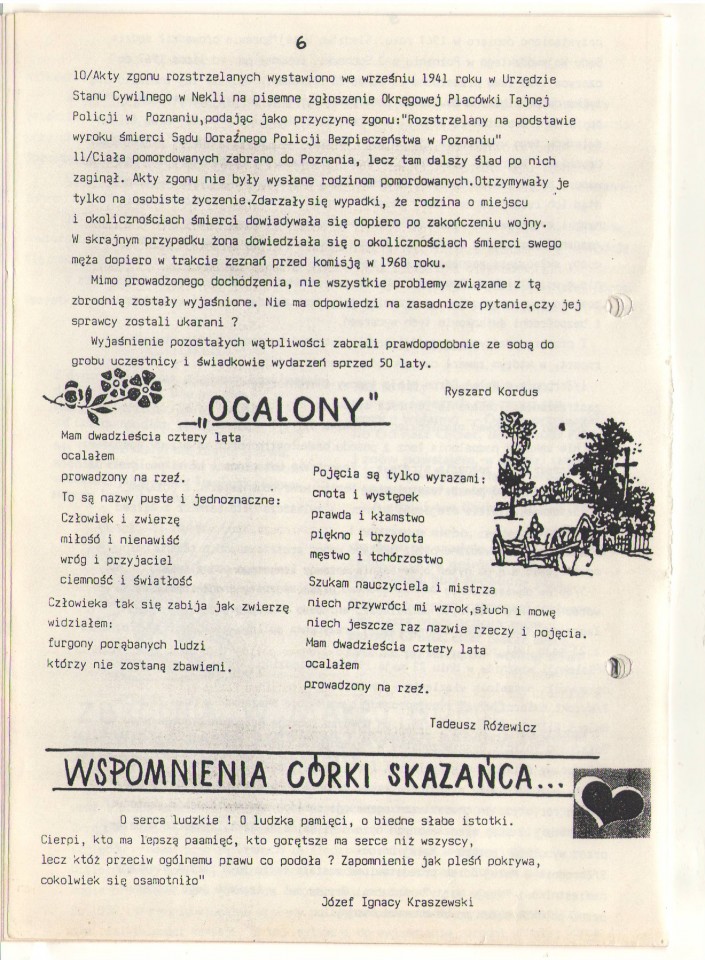 6
10/Akty zgonu rozstrzelanych wystawiono we wrześniu 1941 roku w Urzędzie
Stanu Cywilnego w Nekli na pisemne zgłoszenie Okręgowej Placówki Tajnej
Policji w Poznaniu,podając jako przyczynę zgonu:"Rozstrzelany na podstawie
wyroku śmierci Sądu Doraźnego Policji Bezpieczeństwa w Poznaniu"
11/Ciała pomordowanych zabrano do Poznania, lecz tam dalszy ślad po nich
zaginął. Akty zgonu nie były wysłane rodzinom pomordowanych.Otrzymywały je
tylko na osobiste życzenie.Zdarzały się wypadki, że rodzina o miejscu
i okolicznościach śmierci dowiadywała się dopiero po zakończeniu wojny.
W skrajnym przypadku żona dowiedziała się o okolicznościach śmierci swego
męża dopiero w trakcie zeznań przed komisją w 1968 roku.
Mimo prowadzonego dochódzenia, nie wszystkie problemy związane z tą
zbrodnią zostały wyjaśnione. Nie ma odpowiedzi na zasadnicze pytanie,czy jej
sprawcy zostali ukarani ?
Wyjaśnienie pozostałych wątpliwości zabrali prawdopodobnie ze sobą do
grobu uczestnicy i świadkowie wydarzeń sprzed 50 laty.
Ryszard Kordus
„OCALONY"
Mam dwadzieścia cztery lata
ocalałem
prowadzony na rzeź.
To są nazwy puste i jednoznaczne:
Człowiek i zwierzę
miłość i nienawiść
wróg i przyjaciel
ciemność i światłość
Człowieka tak się zabija jak zwierzę
widziałem:
furgony porąbanych ludzi
którzy nie zostaną zbawieni.
Pojęcia są tylko wyrazami:
cnota i występek
prawda i kłamstwo
piękno i brzydota
męstwo i tchórzostwo
Szukam nauczyciela i mistrza
niech przywróci mi wzrok,słuch i mowę
niech jeszcze raz nazwie rzeczy i pojęcia.
Mam dwadzieścia cztery lata
ocalałem
prowadzony na rzeź.
Tadeusz Różewicz
WSPOMNIENIA CÓRKI SKAZAŃCA...
O serca ludzkie ! O ludzka pamięci, o biedne słabe istotki.
Cierpi, kto ma lepszą paamięć, kto gorętsze ma serce niż wszyscy,
lecz któż przeciw ogólnemu prawu co podoła ? Zapomnienie jak pleśń pokrywa,
cokolwiek się osamotniło"
Józef Ignacy Kraszewski